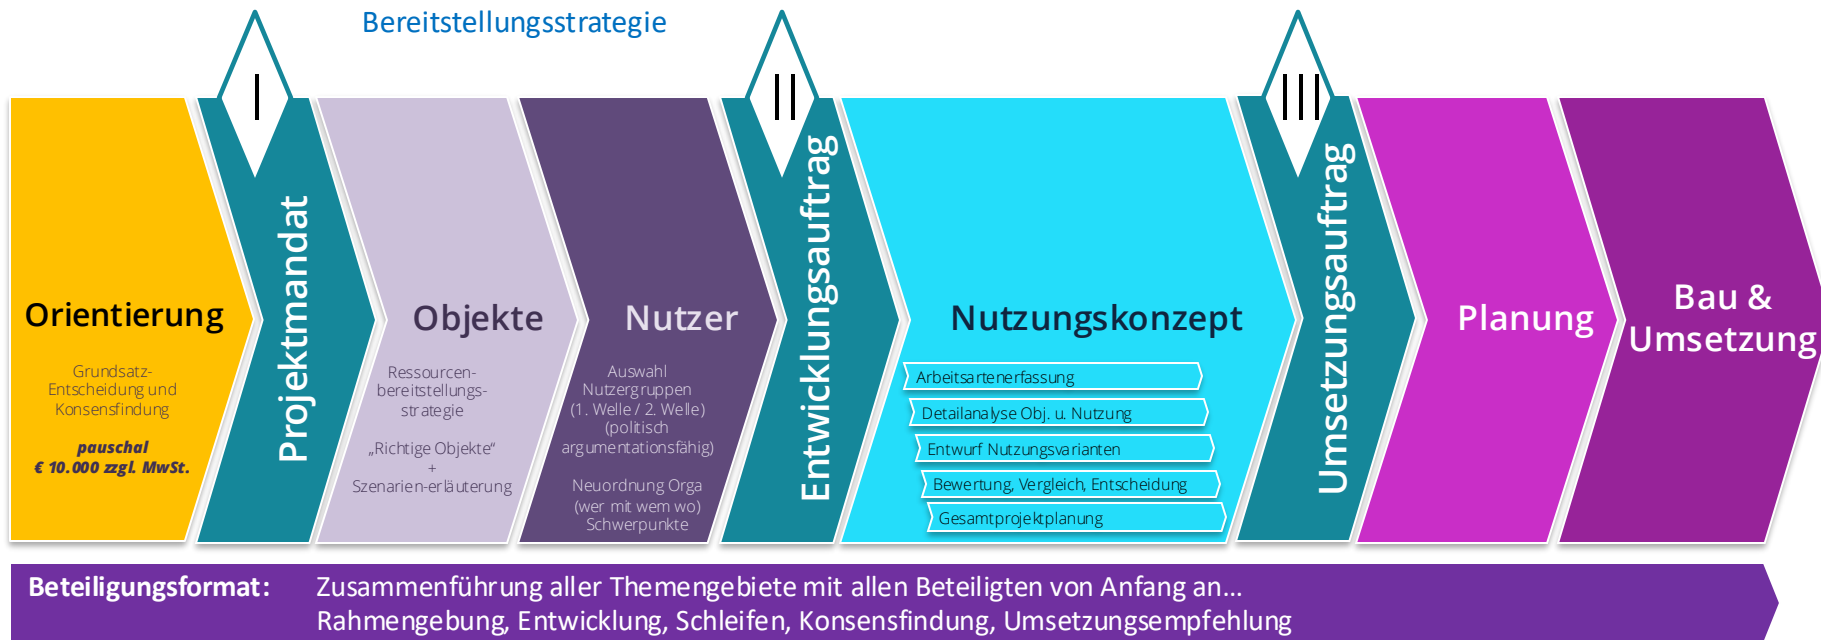 Bereitstellungsstrategie
I
II
III
Orientierung
Grundsatz-
Entscheidung und
Konsensfindung
pauschal
€ 10.000 zzgl. MwSt.
Projektmandat
Objekte
Ressourcen-
bereitstellungs-
strategie
„Richtige Objekte“
+
Szenarien-erläuterung
Nutzer
Auswahl
Nutzergruppen
(1. Welle / 2. Welle)
(politisch
argumentationsfähig)
Neuordnung Orga
(wer mit wem wo)
Schwerpunkte
Entwicklungsauftrag
Nutzungskonzept
Arbeitsartenerfassung
Detailanalyse Obj. u. Nutzung
Entwurf Nutzungsvarianten
Bewertung, Vergleich, Entscheidung
Gesamtprojektplanung
Umsetzungsauftrag
Planung
Bau &
Umsetzung
Beteiligungsformat: Zusammenführung aller Themengebiete mit allen Beteiligten von Anfang an...
Rahmengebung, Entwicklung, Schleifen, Konsensfindung, Umsetzungsempfehlung